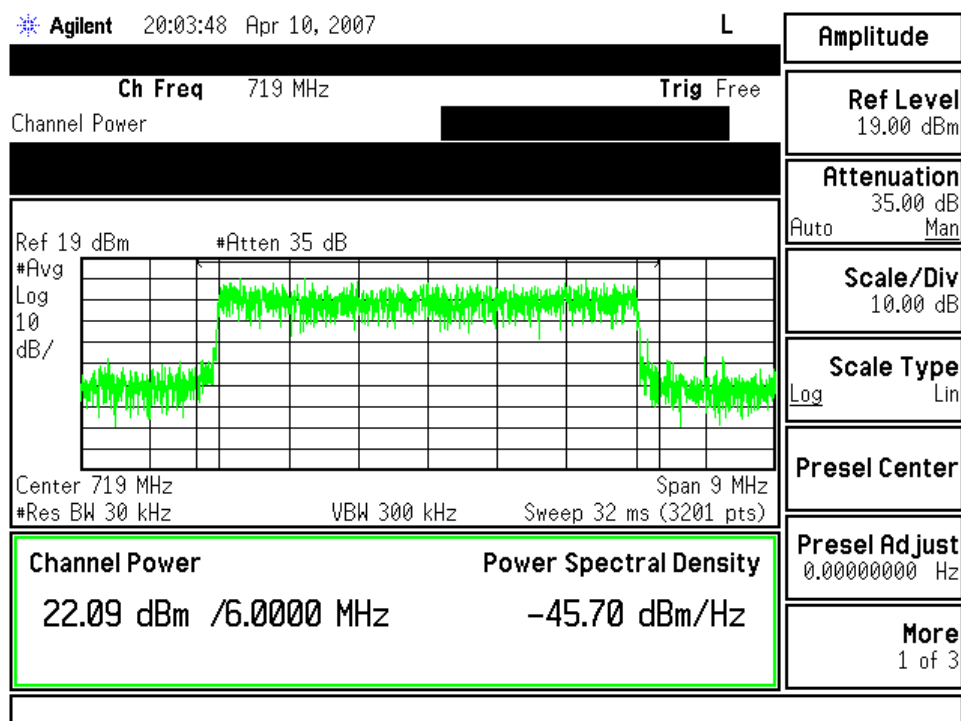 Agilent 20:03:48 Apr 10, 2007 L
Ch Freq 719 MHz Trig Free
Channel Power
Ref 19 dBm #Atten 35 dB
#Avg
Log
10
dB/
Center 719 MHz Span 9 MHz
#Res BW 30 kHz VBW 300 kHz Sweep 32 ms (3201 pts)
Channel Power Power Spectral Density
22.09 dBm /6.0000 MHz -45.70 dBm/Hz
Amplitude
Ref Level
19.00 dBm
Attenuation
35.00 dB
Auto Man
Scale/Div
10.00 dB
Scale Type
Log Lin
Presel Center
Presel Adjust
0.00000000 Hz
More
1 of 3